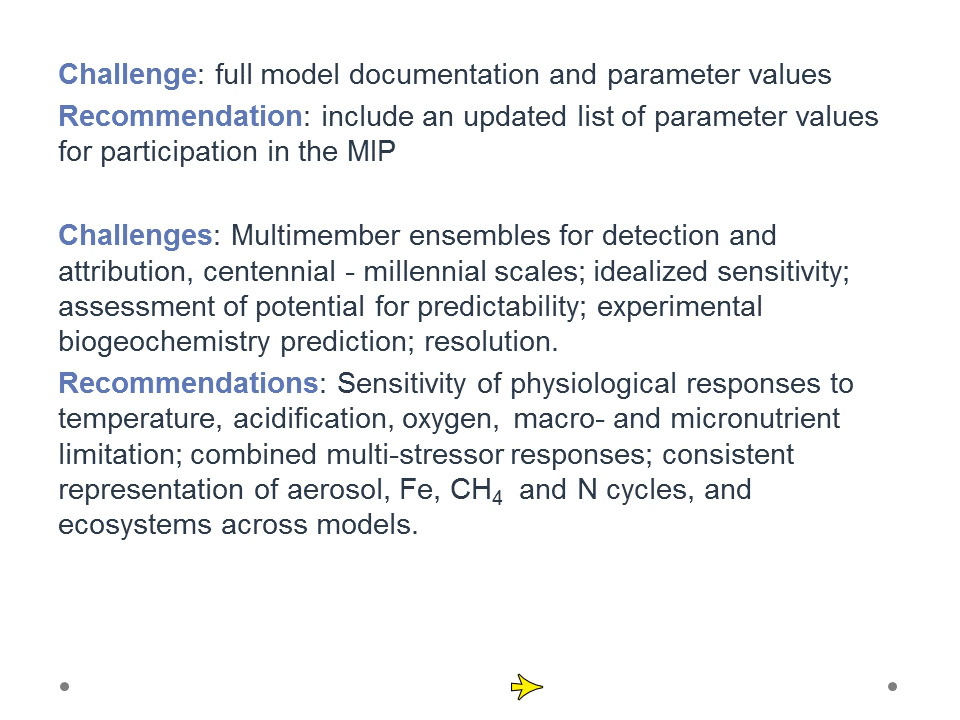 Challenge: full model documentation and parameter values
Recommendation: include an updated list of parameter values
for participation in the MIP
Challenges: Multimember ensembles for detection and
attribution, centennial - millennial scales; idealized sensitivity;
assessment of potential for predictability; experimental
biogeochemistry prediction; resolution.
Recommendations: Sensitivity of physiological responses to
temperature, acidification, oxygen, macro- and micronutrient
limitation; combined multi-stressor responses; consistent
representation of aerosol, Fe, CH₄ and N cycles, and
ecosystems across models.